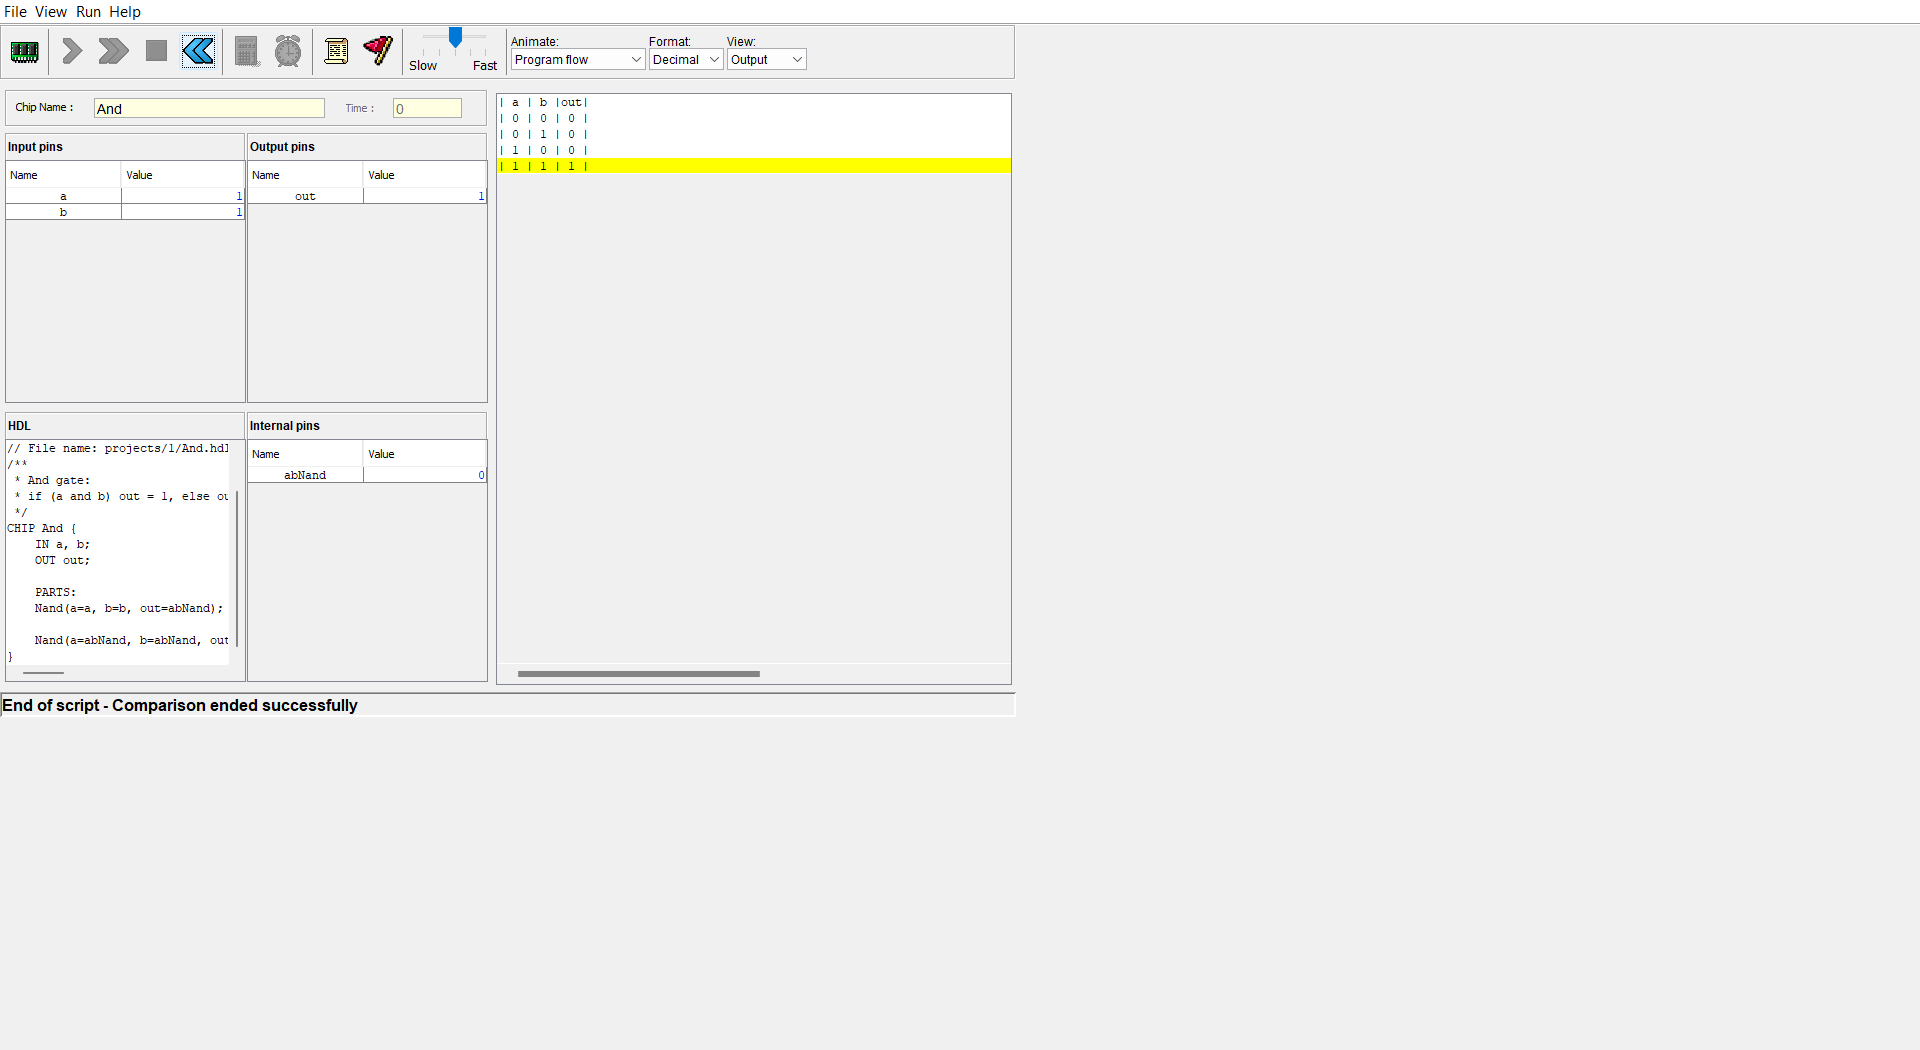 File View Run Help
Slow Fast
Animate: Format: View:
Program flow Decimal Output
Chip Name : And Time : 0
Input pins
Name Value
a 1
b 1
Output pins
Name Value
out 1
HDL
// File name: projects/1/And.hdl
/**
* And gate:
* if (a and b) out = 1, else ou
*/
CHIP And {
IN a, b;
OUT out;
PARTS:
Nand(a=a, b=b, out=abNand);
Nand(a=abNand, b=abNand, out
}
Internal pins
Name Value
abNand 0
| a | b |out|
| 0 | 0 | 0 |
| 0 | 1 | 0 |
| 1 | 0 | 0 |
| 1 | 1 | 1 |
End of script - Comparison ended successfully